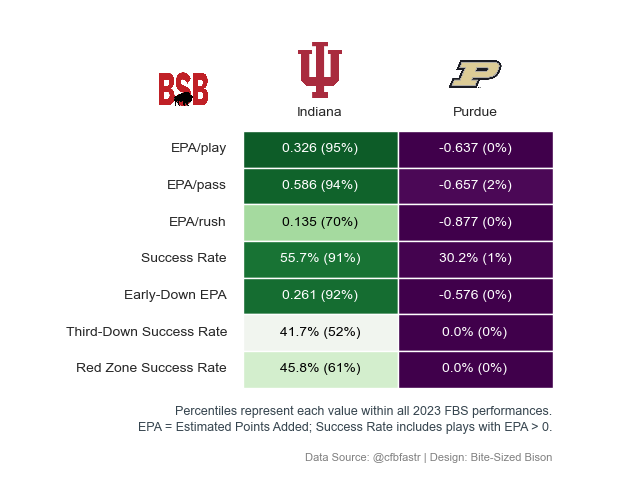 BSB
Indiana Purdue
EPA/play 0.326 (95%) -0.637 (0%)
EPA/pass 0.586 (94%) -0.657 (2%)
EPA/rush 0.135 (70%) -0.877 (0%)
Success Rate 55.7% (91%) 30.2% (1%)
Early-Down EPA 0.261 (92%) -0.576 (0%)
Third-Down Success Rate 41.7% (52%) 0.0% (0%)
Red Zone Success Rate 45.8% (61%) 0.0% (0%)
Percentiles represent each value within all 2023 FBS performances.
EPA = Estimated Points Added; Success Rate includes plays with EPA > 0.
Data Source: @cfbfastr | Design: Bite-Sized Bison